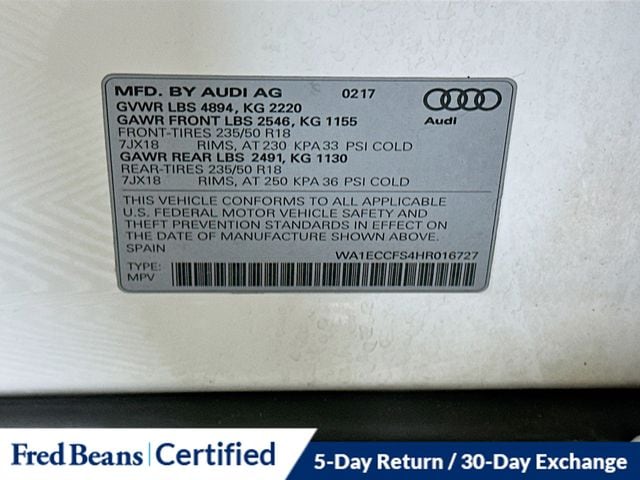 MFD. BY AUDI AG 0217
GVWR LBS 4894, KG 2220
GAWR FRONT LBS 2546, KG 1155
Audi
FRONT-TIRES 235/50 R18
7JX18 RIMS, AT 230 KPA 33 PSI COLD
GAWR REAR LBS 2491, KG 1130
REAR-TIRES 235/50 R18
7JX18 RIMS, AT 250 KPA 36 PSI COLD
THIS VEHICLE CONFORMS TO ALL APPLICABLE
U.S. FEDERAL MOTOR VEHICLE SAFETY AND
THEFT PREVENTION STANDARDS IN EFFECT ON
THE DATE OF MANUFACTURE SHOWN ABOVE.
SPAIN WA1ECCFS4HR016727
TYPE:
MPV
Fred Beans Certified
5-Day Return / 30-Day Exchange